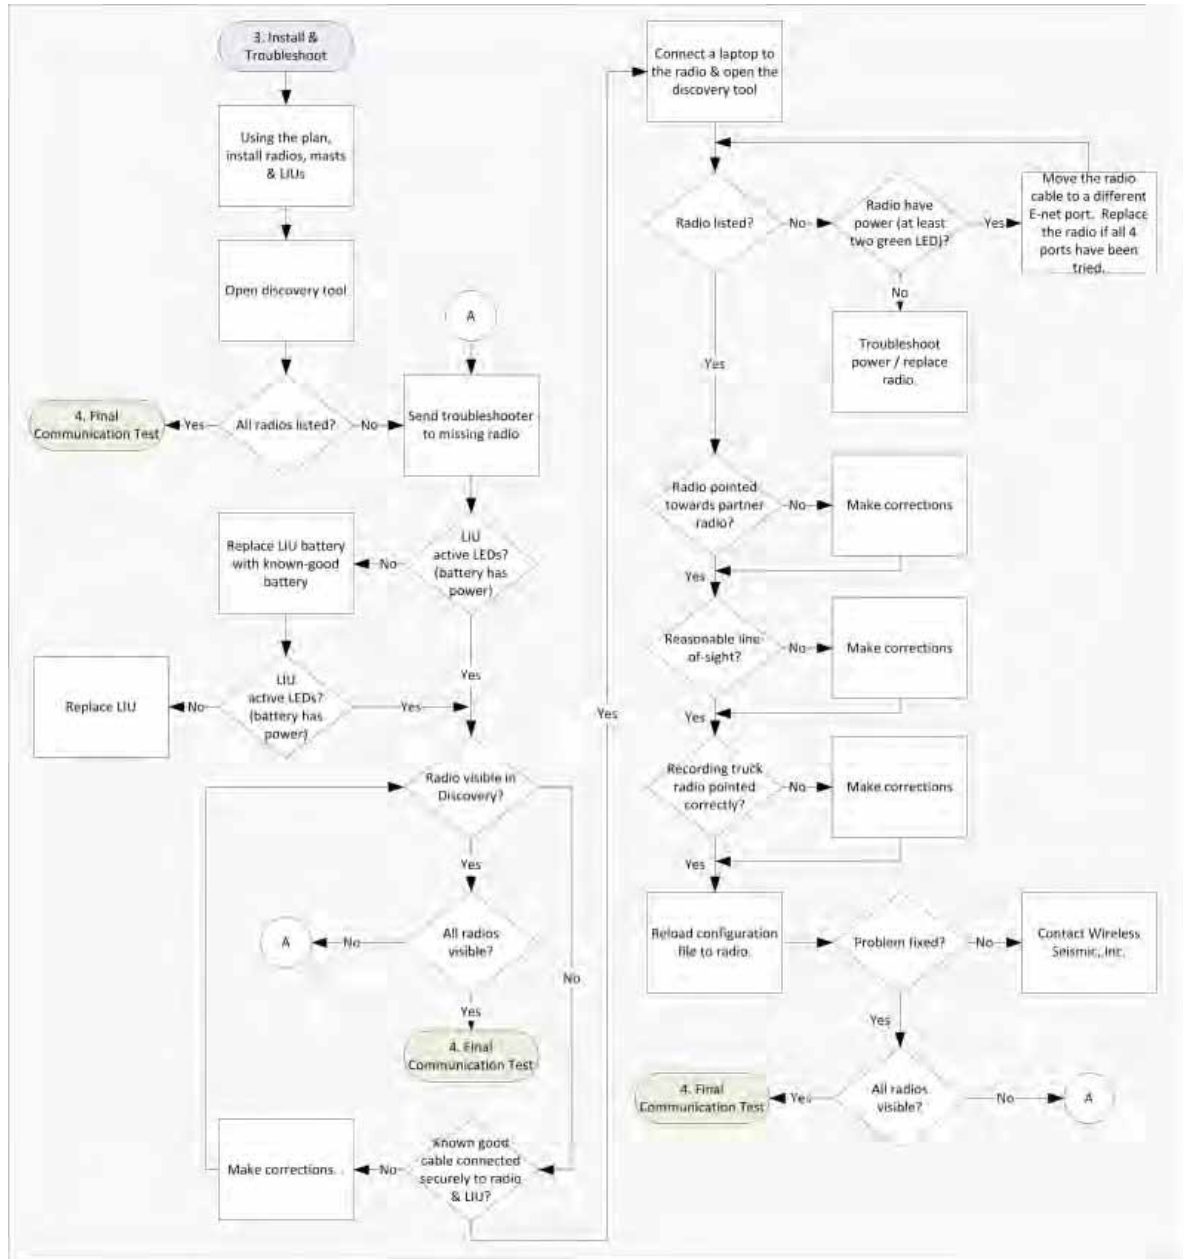 3. Install &
Troubleshoot
Using the plan,
install radios, masts
& LIUs
Open discovery tool
A
All radios listed?
Yes
4. Final
Communication Test
No
Send troubleshooter
to missing radio
LIU
active LEDs?
(battery has
power)
No
Replace LIU battery
with known-good
battery
Yes
LIU
active LEDs?
(battery has
power)
No
Replace LIU
Yes
Radio visible in
Discovery?
Yes
No
All radios
visible?
No
A
Yes
4. Final
Communication Test
Known good
cable connected
securely to radio
& LIU?
No
Make corrections.
Yes
Connect a laptop to
the radio & open the
discovery tool
Radio listed?
No
Radio have
power (at least
two green LED)?
Yes
Move the radio
cable to a different
E-net port. Replace
the radio if all 4
ports have been
tried.
No
Troubleshoot
power / replace
radio.
Yes
Radio pointed
towards partner
radio?
No
Make corrections
Yes
Reasonable line-
of-sight?
No
Make corrections
Yes
Recording truck
radio pointed
correctly?
No
Make corrections
Yes
Reload configuration
file to radio.
Problem fixed?
No
Contact Wireless
Seismic, Inc.
Yes
All radios
visible?
Yes
4. Final
Communication Test
No
A